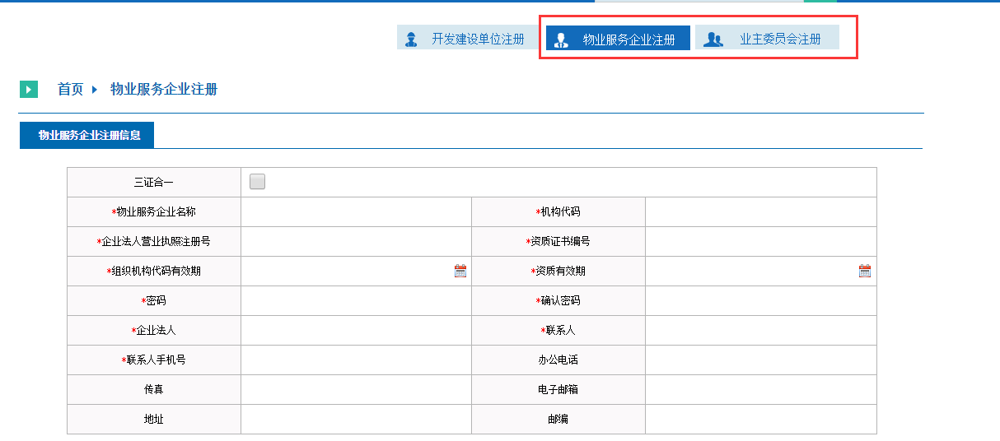 开发建设单位注册 物业服务企业注册 业主委员会注册
首页 物业服务企业注册
物业服务企业注册信息
三证合一
*物业服务企业名称 *机构代码
*企业法人营业执照注册号 *资质证书编号
*组织机构代码有效期 *资质有效期
*密码 *确认密码
*企业法人 *联系人
*联系人手机号 办公电话
传真 电子邮箱
地址 邮编